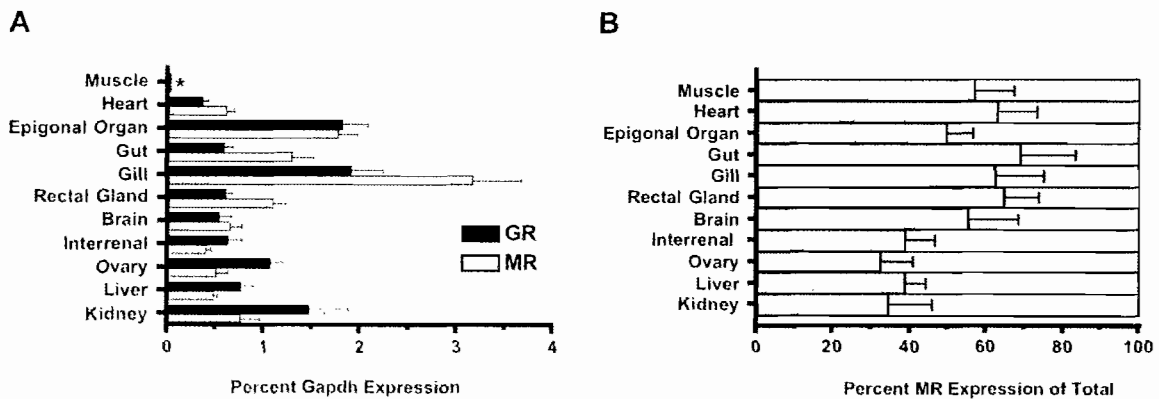 A
Muscle
*
Heart
Epigonal Organ
Gut
Gill
Rectal Gland
Brain
Interrenal
Ovary
Liver
Kidney
GR
MR
0 1 2 3 4
Percent Gapdh Expression
B
Muscle
Heart
Epigonal Organ
Gut
Gill
Rectal Gland
Brain
Interrenal
Ovary
Liver
Kidney
0 20 40 60 80 100
Percent MR Expression of Total